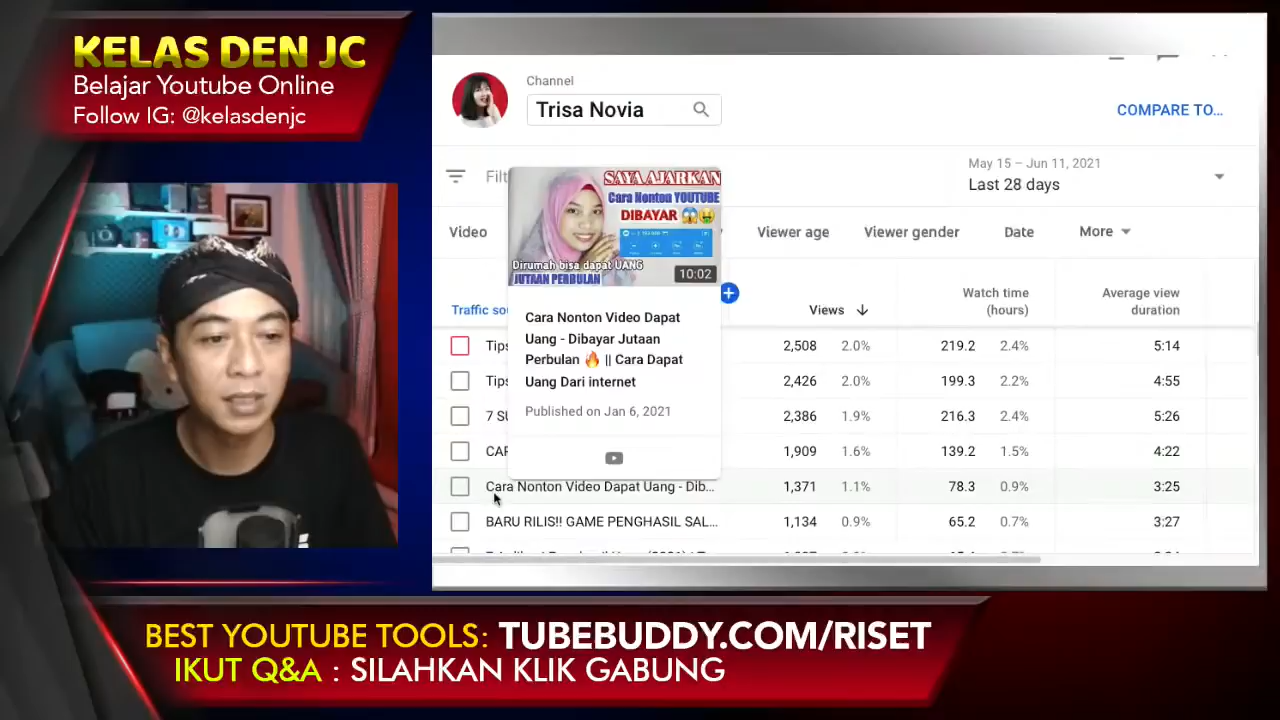 KELAS DEN JC
Belajar Youtube Online
Follow IG: @kelasdenjc
Channel
Trisa Novia
COMPARE TO...
May 15 – Jun 11, 2021
Last 28 days
Video
Viewer age
Viewer gender
Date
More
SAYA AJARKAN
Cara Nonton YOUTUBE
DIBAYAR
Dirumah bisa dapat UANG
JUTAAN PERBULAN
10:02
Cara Nonton Video Dapat
Uang - Dibayar Jutaan
Perbulan 🔥 || Cara Dapat
Uang Dari internet
Published on Jan 6, 2021
Views
Watch time
(hours)
Average view
duration
Traffic
Tips 2,508 2.0% 219.2 2.4% 5:14
Tips 2,426 2.0% 199.3 2.2% 4:55
7 2,386 1.9% 216.3 2.4% 5:26
1,909 1.6% 139.2 1.5% 4:22
Cara Nonton Video Dapat Uang - Dib... 1,371 1.1% 78.3 0.9% 3:25
BARU RILIS!! GAME PENGHASIL SAL... 1,134 0.9% 65.2 0.7% 3:27
BEST YOUTUBE TOOLS: TUBEBUDDY.COM/RISET
IKUT Q&A : SILAHKAN KLIK GABUNG